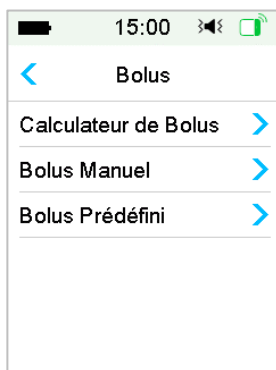 15:00
Bolus
Calculateur de Bolus
Bolus Manuel
Bolus Prédéfini